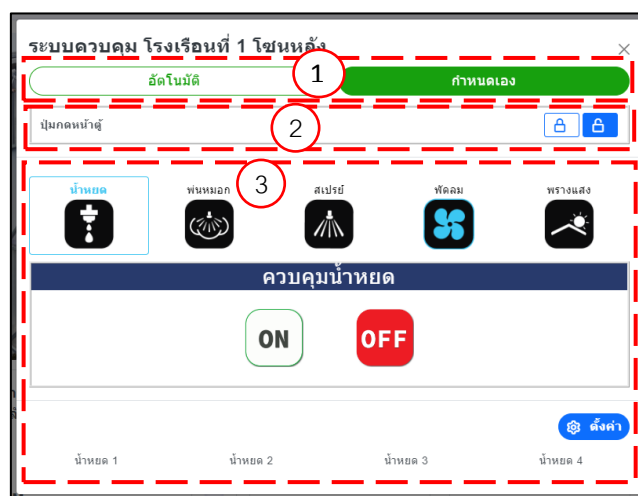 ระบบควบคุม โรงเรือนที่ 1 โซนหลัง
อัตโนมัติ 1 กำหนดเอง
ปุ่มกดหน้าตู้ 2
3
น้ำหยด พ่นหมอก สเปรย์ พัดลม พรางแสง
ควบคุมน้ำหยด
ON OFF
ตั้งค่า
น้ำหยด 1 น้ำหยด 2 น้ำหยด 3 น้ำหยด 4